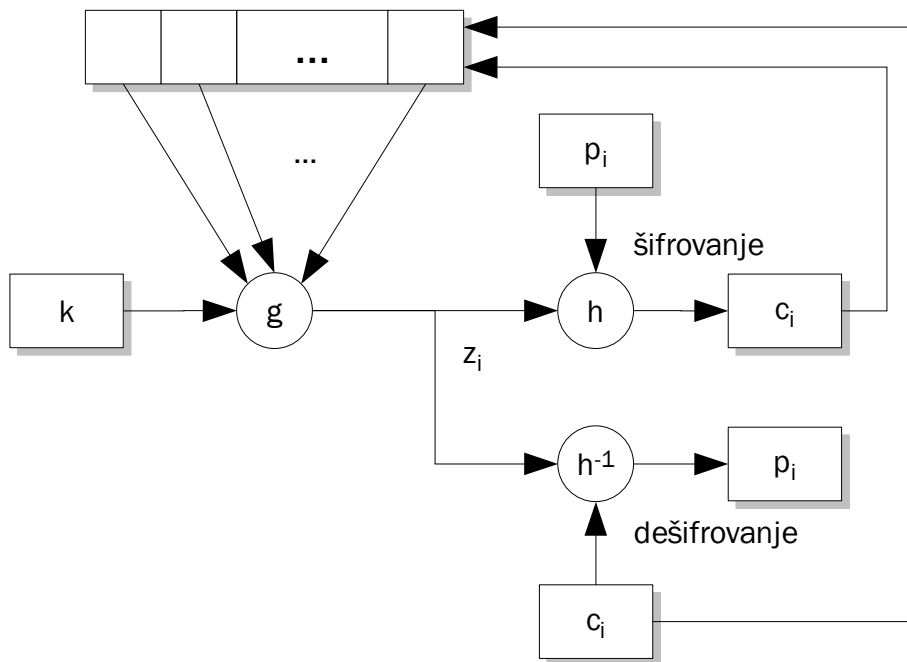 ...
...
p_i
šifrovanje
k
g
h
c_i
z_i
h⁻¹
p_i
dešifrovanje
c_i